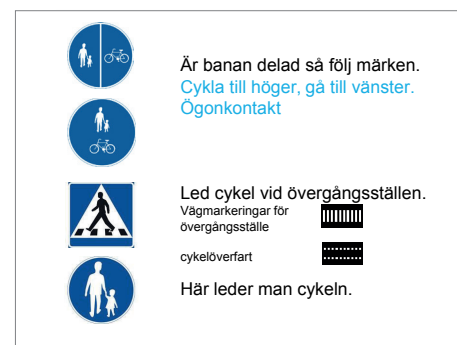 Är banan delad så följ märken.
Cykla till höger, gå till vänster.
Ögonkontakt
Led cykel vid övergångsställen.
Vägmarkeringar för
övergångsställe
cykelöverfart
Här leder man cykeln.